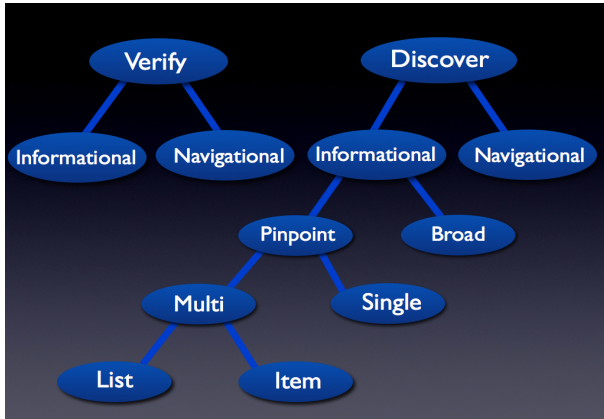 Verify
Discover
Informational
Navigational
Informational
Navigational
Pinpoint
Broad
Multi
Single
List
Item